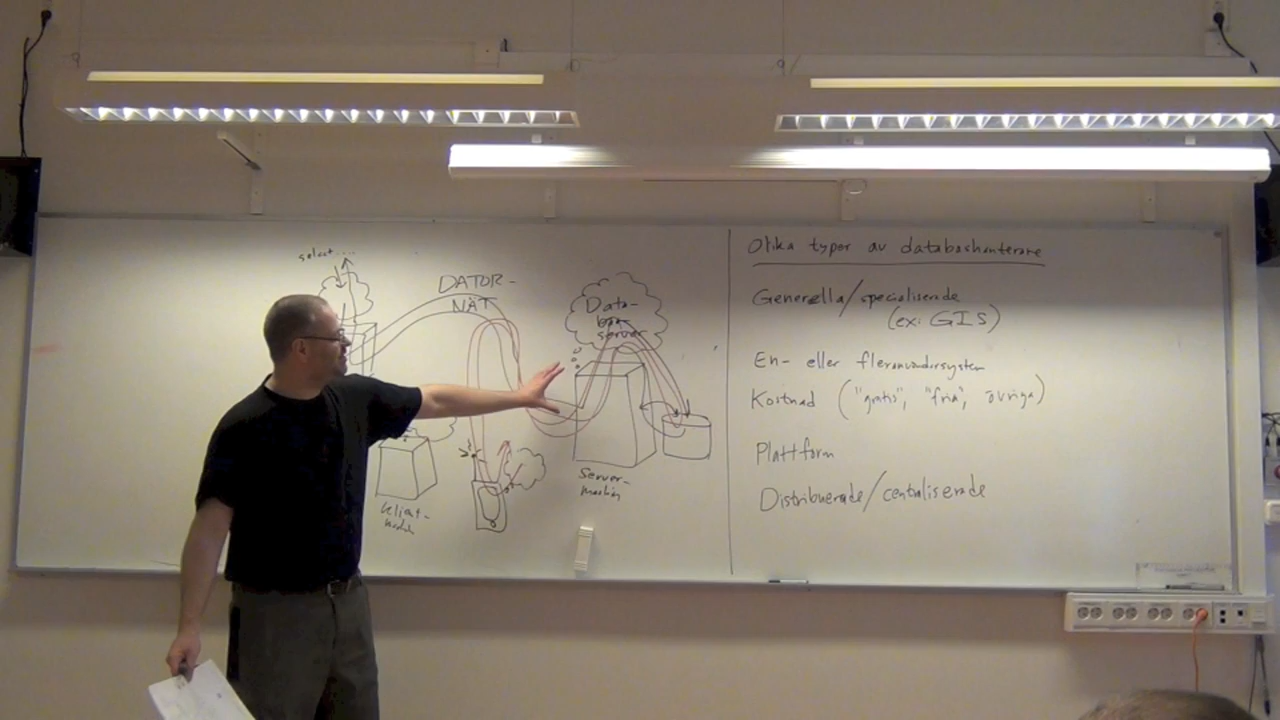 select....
DATOR-
NÄT
Data-
bas-
server
Klient-
Server-
maskin
Olika typer av databashanterare
Generella/specialiserade
(ex: GIS)
En- eller fleranvändarsystem
Kostnad ("gratis", "fria", övriga)
Plattform
Distribuerade/centraliserade